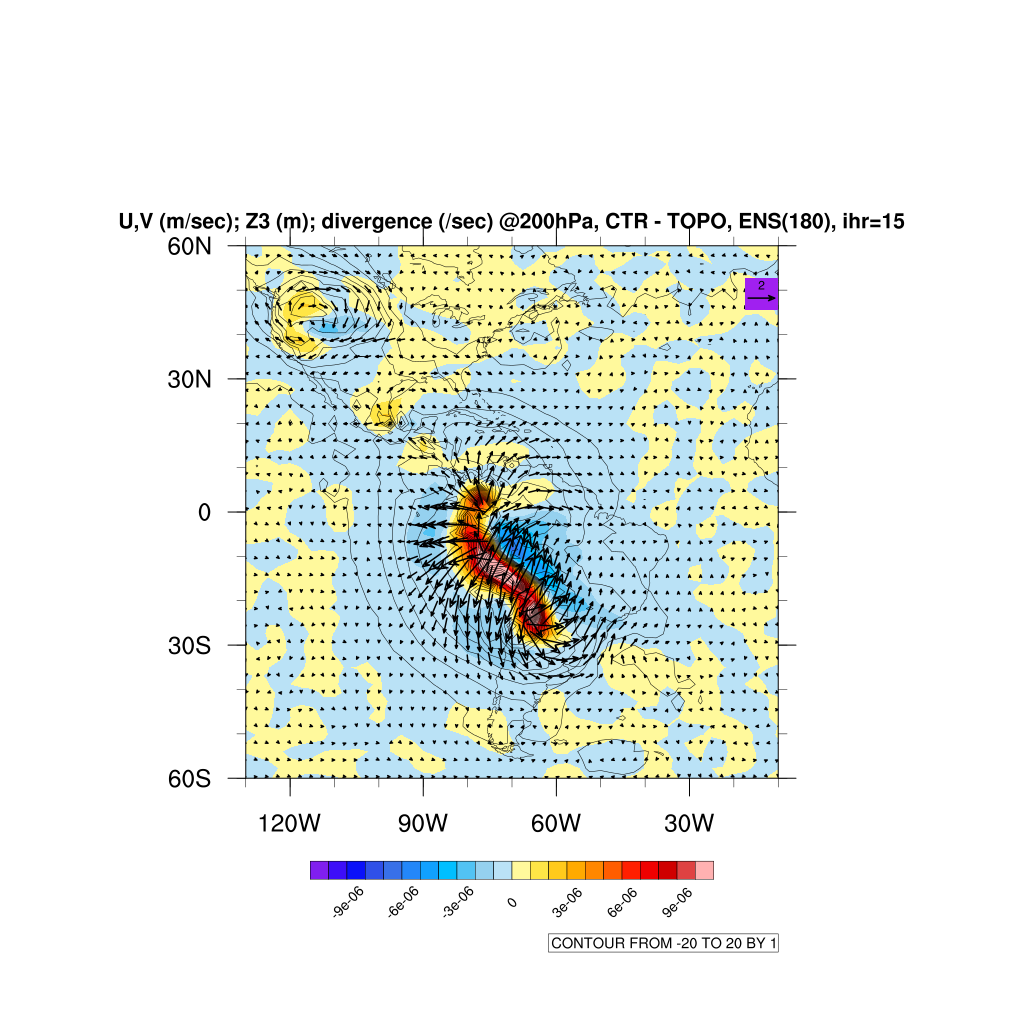 U,V (m/sec); Z3 (m); divergence (/sec) @200hPa, CTR - TOPO, ENS(180), ihr=15
60N
2
30N
0
30S
60S
120W 90W 60W 30W
-9e-06 -6e-06 -3e-06 0 3e-06 6e-06 9e-06
CONTOUR FROM -20 TO 20 BY 1